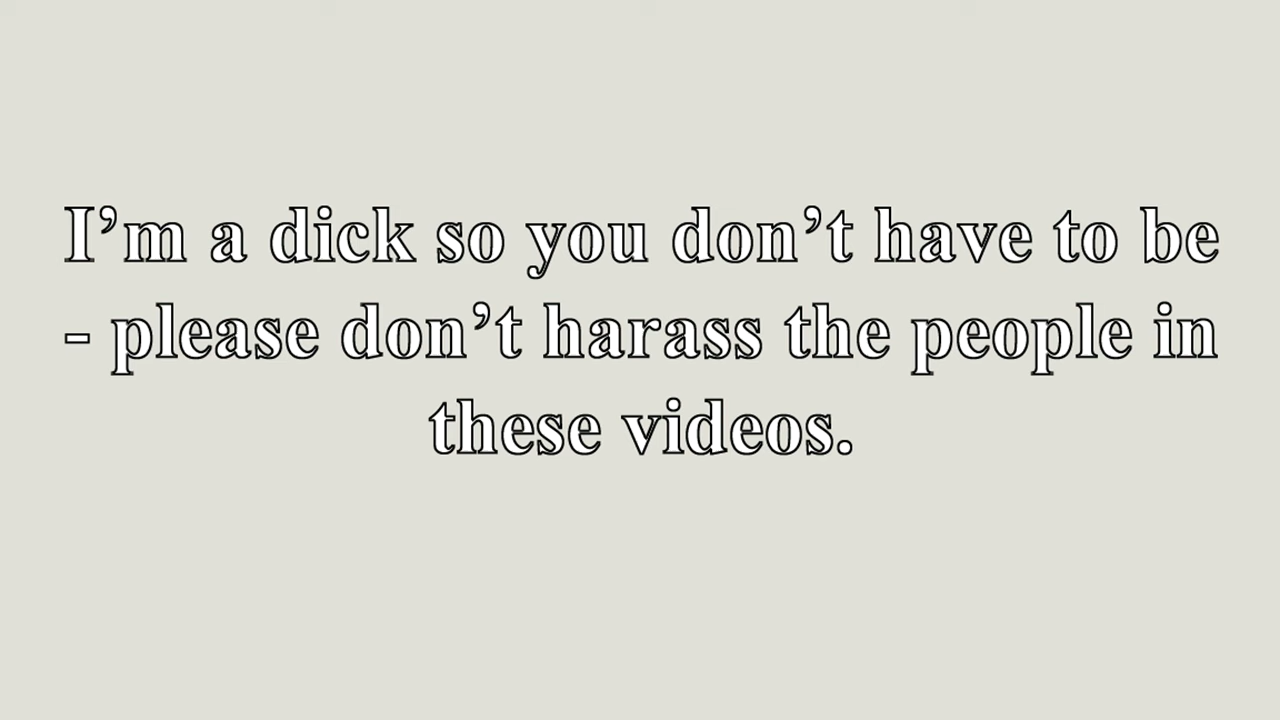 I’m a dick so you don’t have to be
- please don’t harass the people in
these videos.